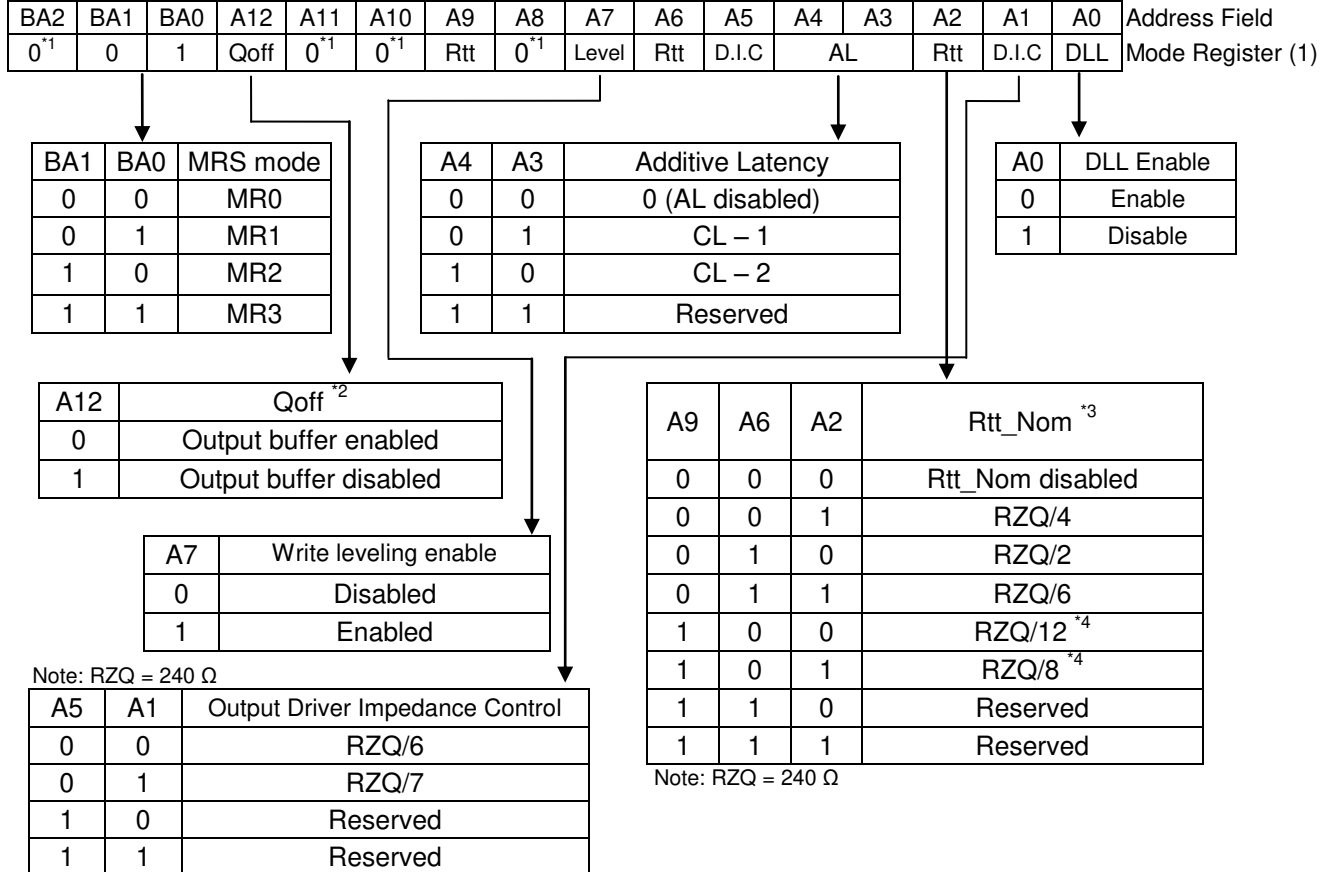 BA2 BA1 BA0 A12 A11 A10 A9 A8 A7 A6 A5 A4 A3 A2 A1 A0 Address Field
0*1 0 1 Qoff 0*1 0*1 Rtt 0*1 Level Rtt D.I.C AL Rtt D.I.C DLL Mode Register (1)
BA1 BA0 MRS mode
0 0 MR0
0 1 MR1
1 0 MR2
1 1 MR3
A4 A3 Additive Latency
0 0 0 (AL disabled)
0 1 CL – 1
1 0 CL – 2
1 1 Reserved
A0 DLL Enable
0 Enable
1 Disable
A12 Qoff *2
0 Output buffer enabled
1 Output buffer disabled
A7 Write leveling enable
0 Disabled
1 Enabled
Note: RZQ = 240 Ω
A5 A1 Output Driver Impedance Control
0 0 RZQ/6
0 1 RZQ/7
1 0 Reserved
1 1 Reserved
A9 A6 A2 Rtt_Nom *3
0 0 0 Rtt_Nom disabled
0 0 1 RZQ/4
0 1 0 RZQ/2
0 1 1 RZQ/6
1 0 0 RZQ/12 *4
1 0 1 RZQ/8 *4
1 1 0 Reserved
1 1 1 Reserved
Note: RZQ = 240 Ω